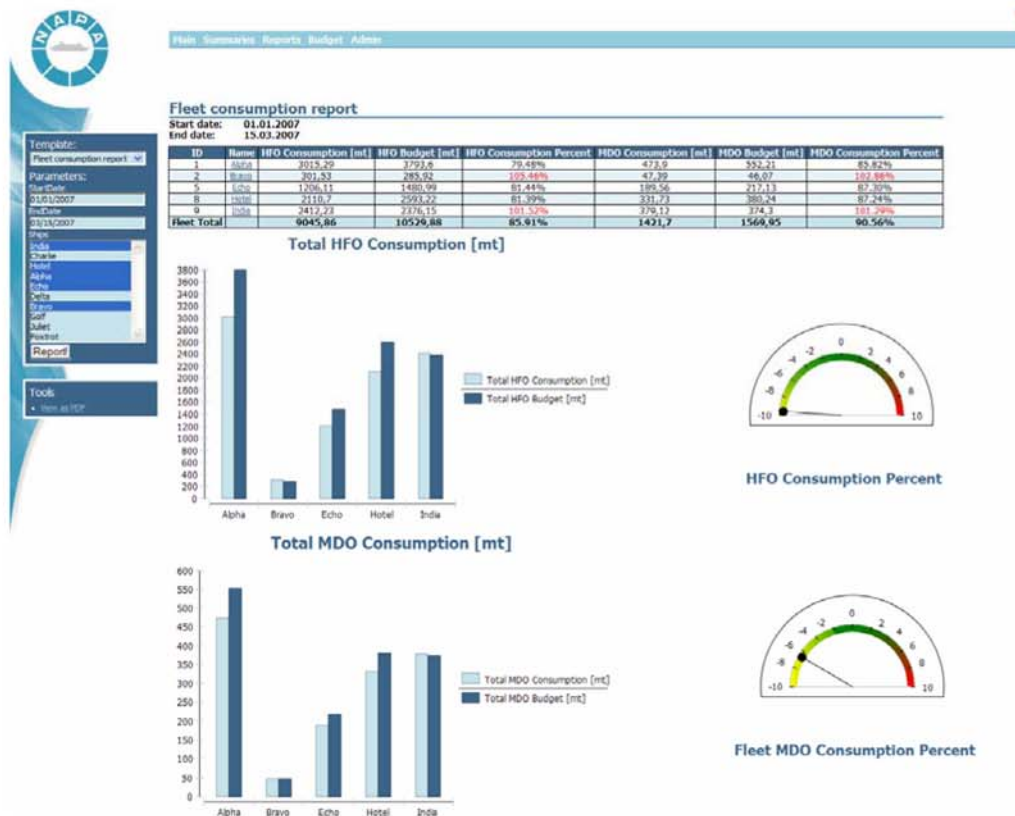 NAPA
Main Summaries Reports Budget Admin
Fleet consumption report
Start date: 01.01.2007
End date: 15.03.2007
Template:
Fleet consumption report
Parameters:
StartDate
01/01/2007
EndDate
03/15/2007
Ships
India
Charlie
Hotel
Alpha
Echo
Delta
Bravo
Golf
Juliet
Foxtrot
Report!
Tools
View as PDF
ID Name HFO Consumption [mt] HFO Budget [mt] HFO Consumption Percent MDO Consumption [mt] MDO Budget [mt] MDO Consumption Percent
1 Alpha 3015,29 3793,6 79.48% 473,9 552,21 85.82%
2 Bravo 301,53 285,92 105.46% 47,39 46,07 102.86%
5 Echo 1206,11 1480,99 81.44% 189,56 217,13 87.30%
8 Hotel 2110,7 2593,22 81.39% 331,73 380,24 87.24%
9 India 2412,23 2376,15 101.52% 379,12 374,3 101.29%
Fleet Total 9045,86 10529,88 85.91% 1421,7 1569,95 90.56%
Total HFO Consumption [mt]
3800
3600
3400
3200
3000
2800
2600
2400
2200
2000
1800
1600
1400
1200
1000
800
600
400
200
0
Alpha Bravo Echo Hotel India
Total HFO Consumption [mt]
Total HFO Budget [mt]
-10 -8 -6 -4 -2 0 2 4 6 8 10
HFO Consumption Percent
Total MDO Consumption [mt]
600
550
500
450
400
350
300
250
200
150
100
50
0
Alpha Bravo Echo Hotel India
Total MDO Consumption [mt]
Total MDO Budget [mt]
-10 -8 -6 -4 -2 0 2 4 6 8 10
Fleet MDO Consumption Percent